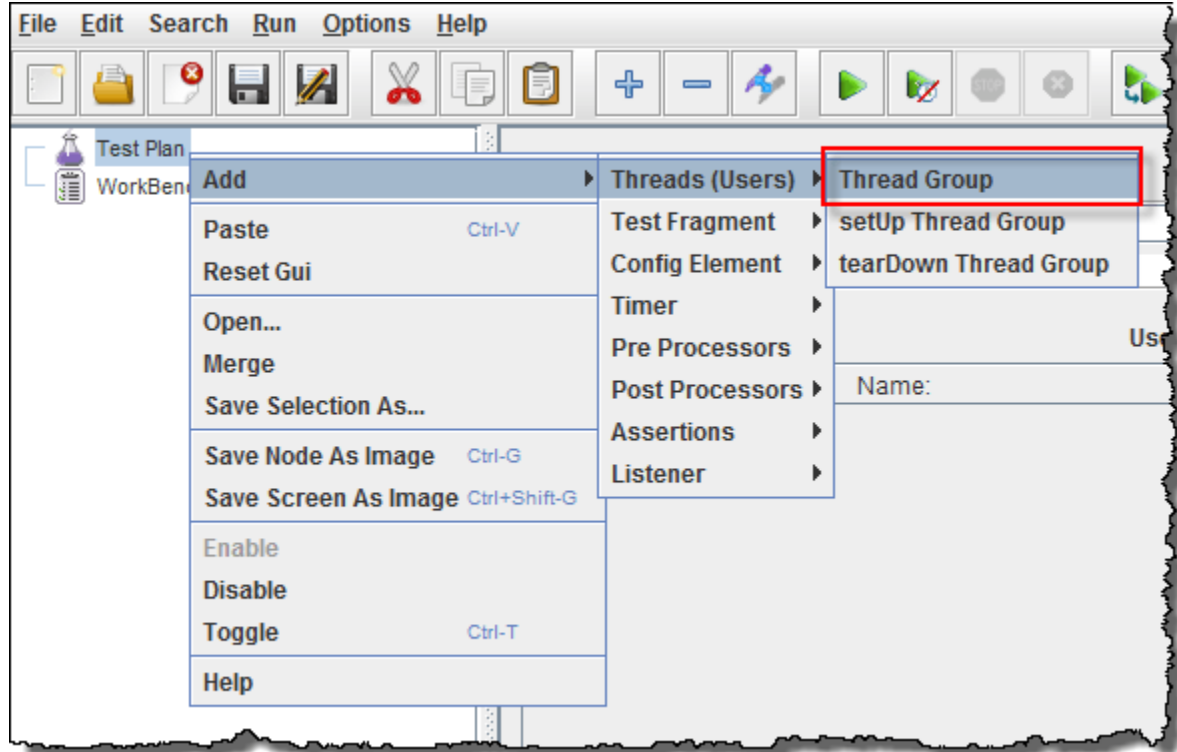 File Edit Search Run Options Help
STOP
Test Plan
WorkBen
Add
Paste Ctrl-V
Reset Gui
Open...
Merge
Save Selection As...
Save Node As Image Ctrl-G
Save Screen As Image Ctrl+Shift-G
Enable
Disable
Toggle Ctrl-T
Help
Threads (Users)
Test Fragment
Config Element
Timer
Pre Processors
Post Processors
Assertions
Listener
Thread Group
setUp Thread Group
tearDown Thread Group
Use
Name: